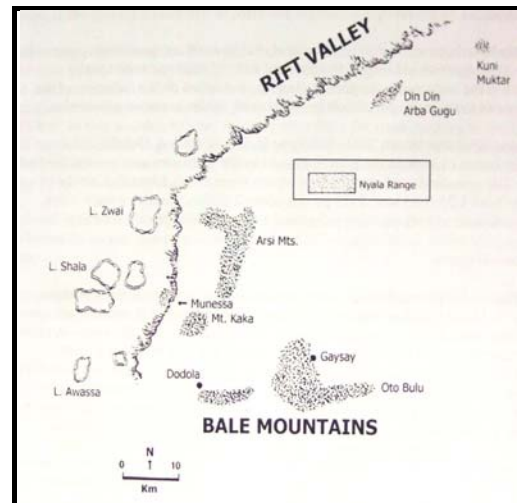 RIFT VALLEY
Kuni
Muktar
Din Din
Arba Gugu
Nyala Range
L. Zwai
Arsi Mts.
L. Shala
← Munessa
Mt. Kaka
Gaysay
Dodola
Oto Bulu
L. Awassa
BALE MOUNTAINS
N
0 10
Km